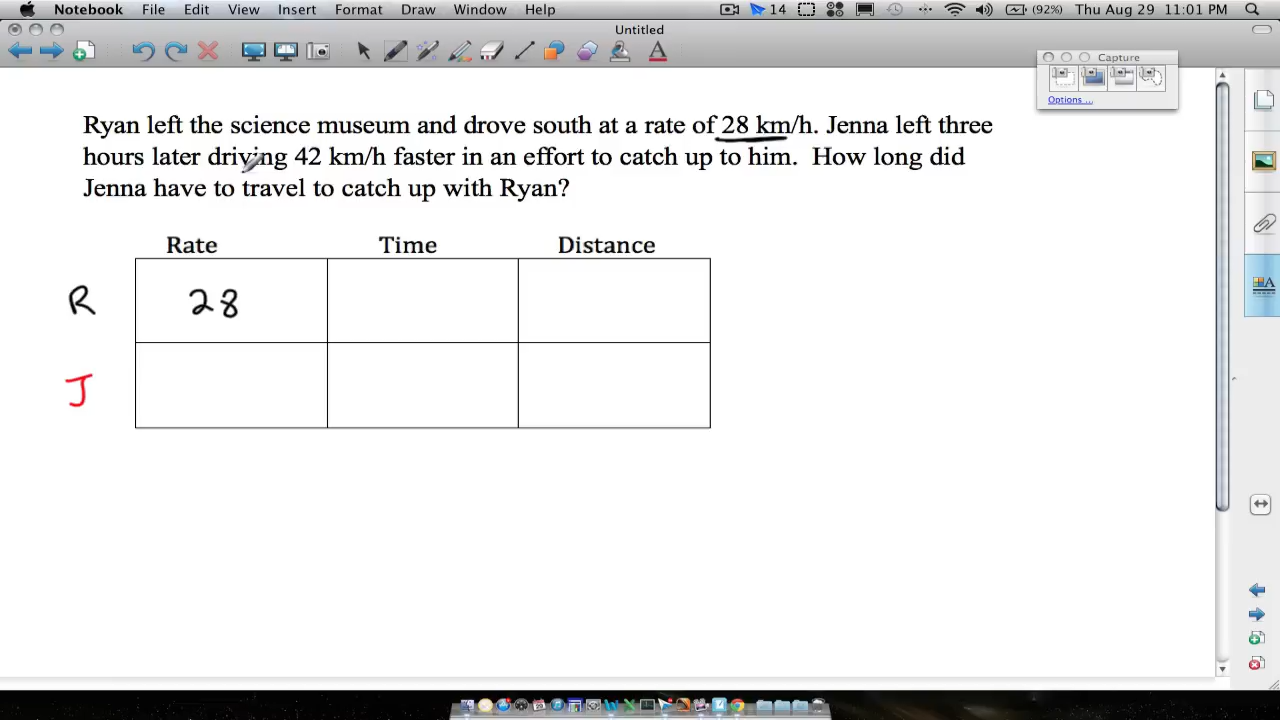 Notebook File Edit View Insert Format Draw Window Help 14 (92%) Thu Aug 29 11:01 PM
Untitled
Capture
Options ...
Ryan left the science museum and drove south at a rate of 28 km/h. Jenna left three
hours later driving 42 km/h faster in an effort to catch up to him. How long did
Jenna have to travel to catch up with Ryan?
Rate Time Distance
R 28
J